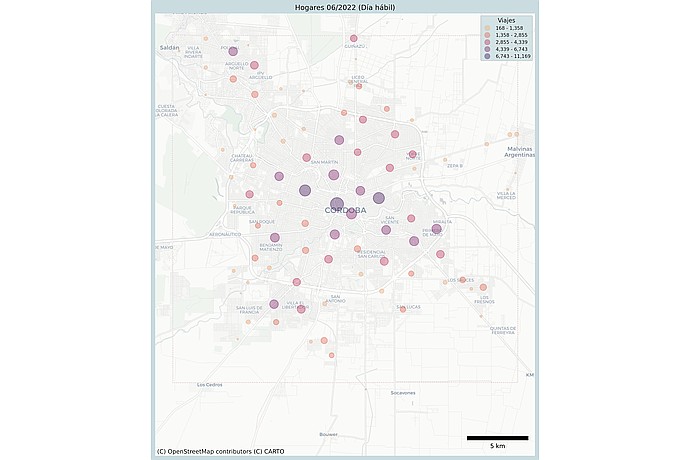 Hogares 06/2022 (Día hábil)
Viajes
168 - 1,358
1,358 - 2,855
2,855 - 4,339
4,339 - 6,743
6,743 - 11,169
Saldán
VILLA
RIVERA
INDARTE
GUIÑAZÚ
ARGÜELLO
NORTE
IPV
ARGÜELLO
LICEO
GENERAL
CUESTA
COLORADA
LA CALERA
CHATEAU
CARRERAS
SAN MARTÍN
NORTE
ZEPA B
Malvinas
Argentinas
VILLA LA
MERCED
PARQUE
REPÚBLICA
CÓRDOBA
SAN ROQUE
SAN
VICENTE
MIRALTA
AERONÁUTICO
DE MAYO
BENJAMÍN
MATIENZO
RESIDENCIAL
SAN CARLOS
LOS SAUCES
LOS
FRESNOS
SAN LUIS DE
FRANCIA
VILLA EL
LIBERTADOR
SAN
ANTONIO
SAN LUCAS
QUINTAS DE
FERREYRA
KM
Los Cedros
Socavones
Bouwer
5 km
(C) OpenStreetMap contributors (C) CARTO